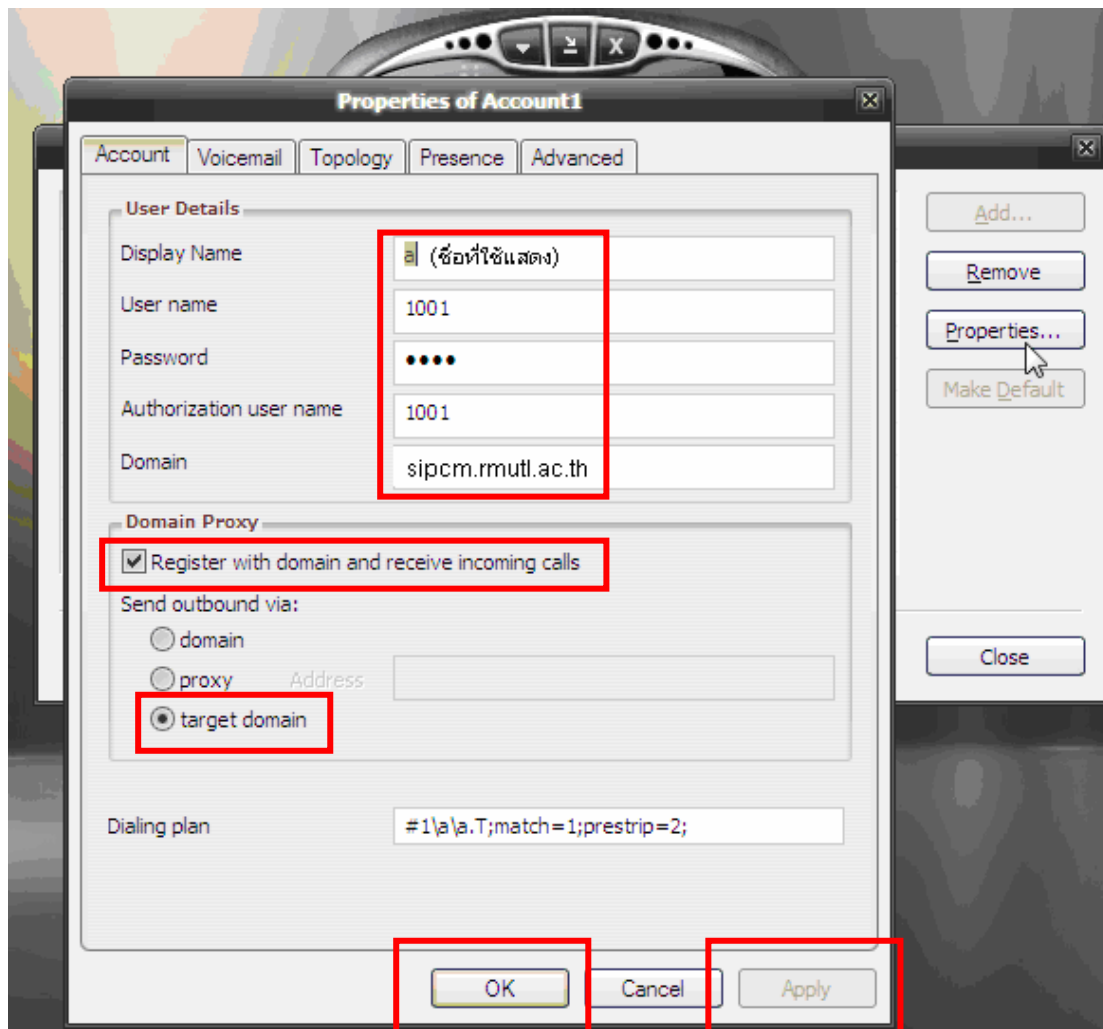 Properties of Account1
Account Voicemail Topology Presence Advanced
User Details
Display Name a (ชื่อที่ใช้แสดง)
User name 1001
Password ••••
Authorization user name 1001
Domain sipcm.rmutl.ac.th
Domain Proxy
Register with domain and receive incoming calls
Send outbound via:
domain
proxy Address
target domain
Dialing plan #1\a\a.T;match=1;prestrip=2;
OK Cancel Apply
Add...
Remove
Properties...
Make Default
Close